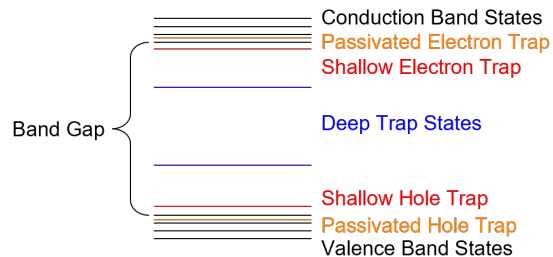 Conduction Band States
Passivated Electron Trap
Shallow Electron Trap
Band Gap
Deep Trap States
Shallow Hole Trap
Passivated Hole Trap
Valence Band States